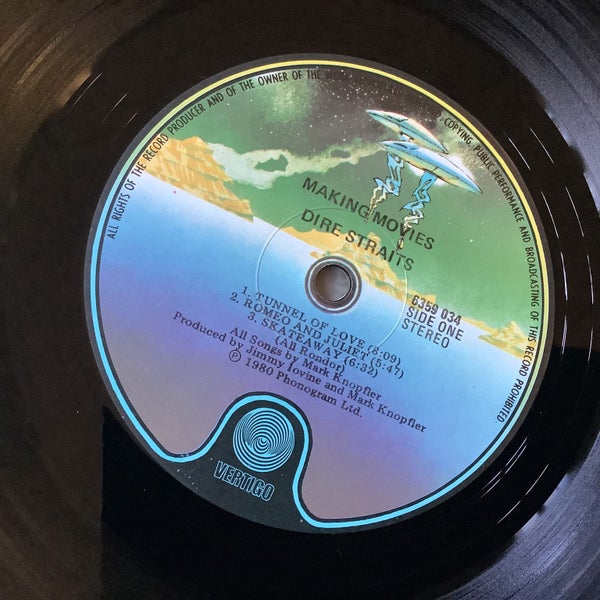 ALL RIGHTS OF THE RECORD PRODUCER AND OF THE OWNER OF THE
COPYING, PUBLIC PERFORMANCE AND BROADCASTING OF THIS RECORD PROHIBITED.
MAKING MOVIES
DIRE STRAITS
6359 034
SIDE ONE
STEREO
1. TUNNEL OF LOVE (8:09)
2. ROMEO AND JULIET (5:47)
3. SKATEAWAY (6:32)
(All Rondor)
All Songs by Mark Knopfler
Produced by Jimmy Iovine and Mark Knopfler
Ⓟ 1980 Phonogram Ltd.
VERTIGO